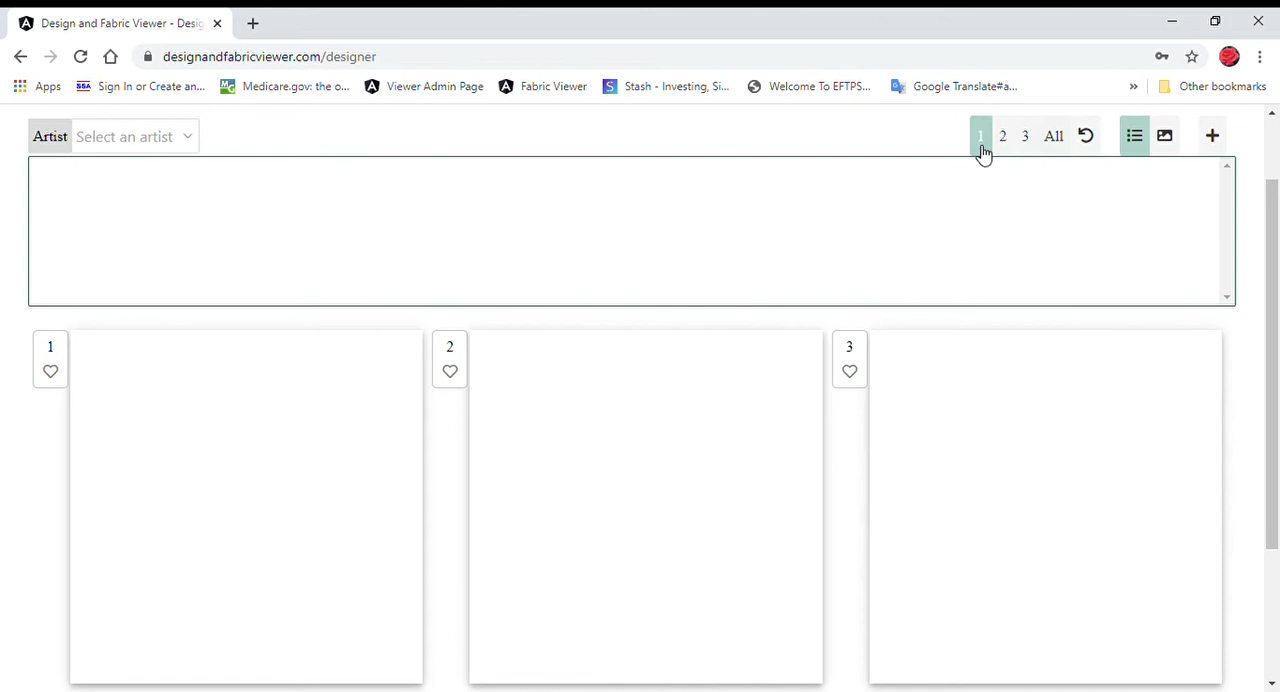 Design and Fabric Viewer - Desig
designandfabricviewer.com/designer
Apps
SSA Sign In or Create an...
MG Medicare.gov: the o...
A Viewer Admin Page
A Fabric Viewer
S Stash - Investing, Si...
Welcome To EFTPS...
Google Translate#a...
»
Other bookmarks
Artist Select an artist
1 2 3 All
1
2
3